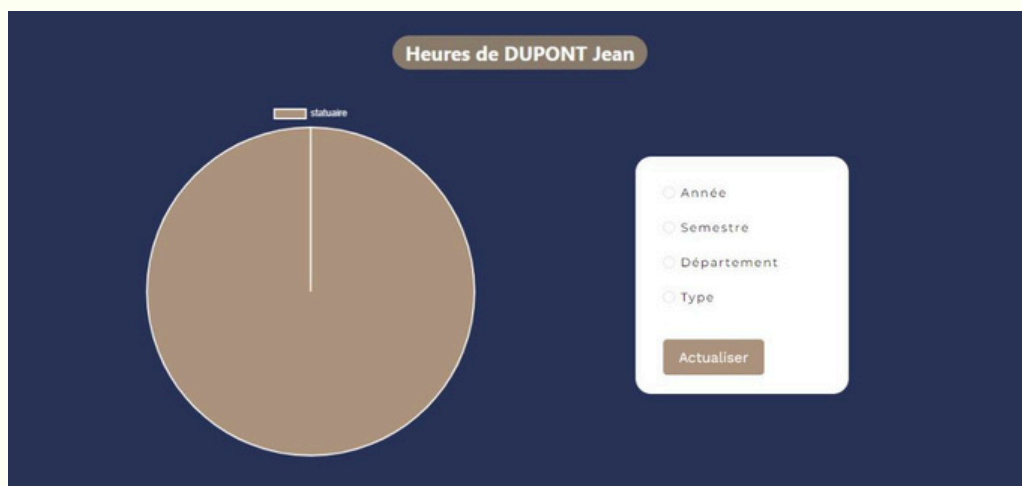 Heures de DUPONT Jean
statuaire
Année
Semestre
Département
Type
Actualiser